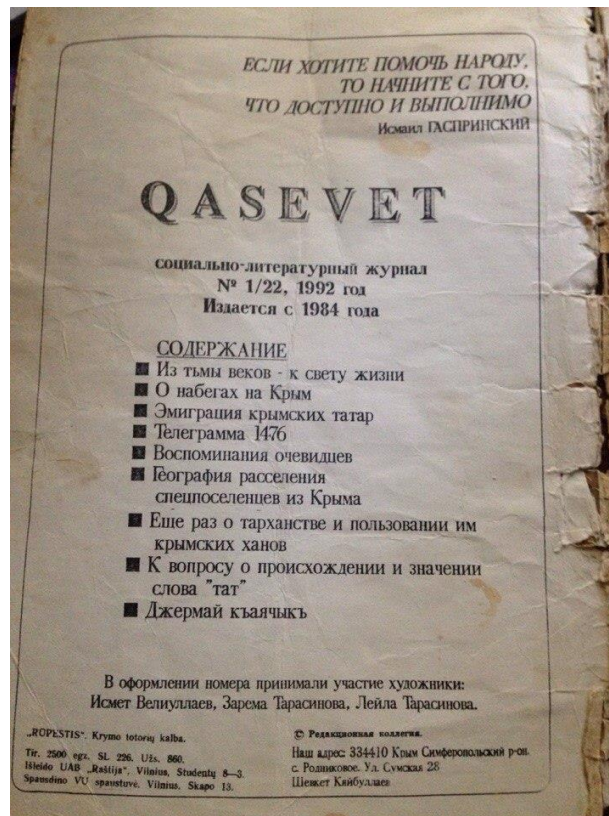 ЕСЛИ ХОТИТЕ ПОМОЧЬ НАРОДУ,
ТО НАЧНИТЕ С ТОГО,
ЧТО ДОСТУПНО И ВЫПОЛНИМО
Исмаил ГАСПРИНСКИЙ
QASEVET
социально-литературный журнал
№ 1/22, 1992 год
Издается с 1984 года
СОДЕРЖАНИЕ
■ Из тьмы веков - к свету жизни
■ О набегах на Крым
■ Эмиграция крымских татар
■ Телеграмма 1476
■ Воспоминания очевидцев
■ География расселения
спецпоселенцев из Крыма
■ Еще раз о тарханстве и пользовании им
крымских ханов
■ К вопросу о происхождении и значении
слова "тат"
■ Джермай къаячыкъ
В оформлении номера принимали участие художники:
Исмет Велиуллаев, Зарема Тарасинова, Лейла Тарасинова.
„ROPESTIS“. Krymo totorių kalba.
Tir. 2500 egz. SL 226. Užs. 860.
Išleido UAB „Raštija“, Vilnius, Studentų 8—3.
Spausdino VU spaustuvė, Vilnius, Skapo 13.
© Редакционная коллегия.
Наш адрес: 334410 Крым Симферопольский р-он.
с. Родниковое. Ул. Сумская 28
Шевкет Кайбуллаев